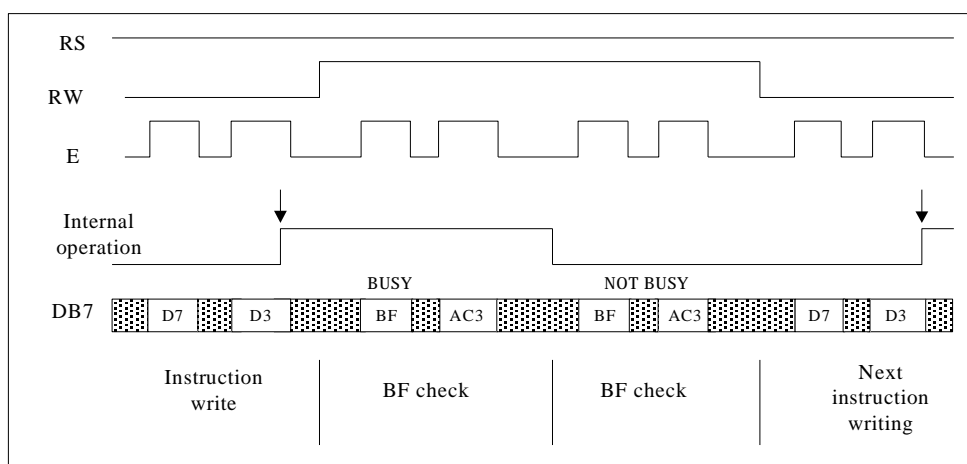 RS
RW
E
Internal
operation
BUSY NOT BUSY
DB7 D7 D3 BF AC3 BF AC3 D7 D3
Instruction
write
BF check
BF check
Next
instruction
writing